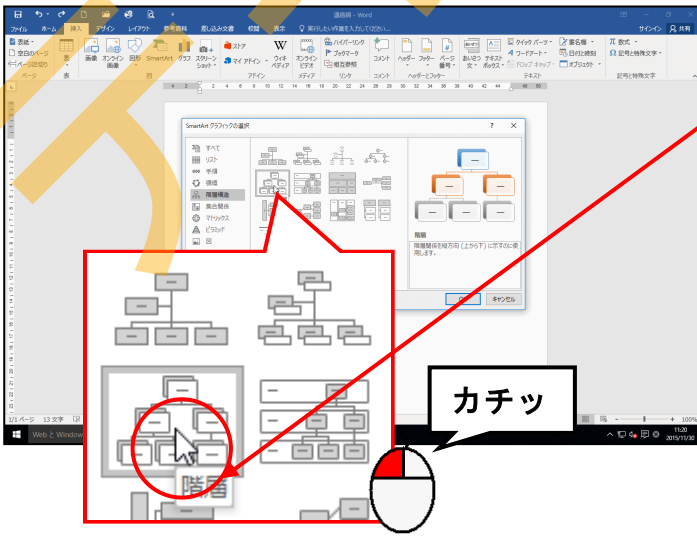 連絡網 - Word
ファイル ホーム 挿入 デザイン レイアウト 参考資料 差し込み文書 校閲 表示 実行したい作業を入力してください... サインイン 共有
表紙
空白のページ
ページ区切り
表
画像
オンライン
画像
図形
SmartArt
グラフ
スクリーン
ショット
ストア
マイ アドイン
ウィキ
ペディア
オンライン
ビデオ
ハイパーリンク
ブックマーク
相互参照
コメント
ヘッダー
フッター
ページ
番号
あいさつ
文
テキスト
ボックス
クイック パーツ
ワードアート
ドロップ キャップ
署名欄
日付と時刻
オブジェクト
π 数式
Ω 記号と特殊文字
ページ 表 図 アドイン メディア リンク コメント ヘッダーとフッター テキスト 記号と特殊文字
SmartArt グラフィックの選択 ? ×
すべて
リスト
手順
循環
階層構造
集合関係
マトリックス
ピラミッド
図
階層
階層関係を縦方向 (上から下) に示すのに使
用します。
キャンセル
階層
カチッ
1/1 ページ 13 文字
100%
Web と Window
11:20
2015/11/30